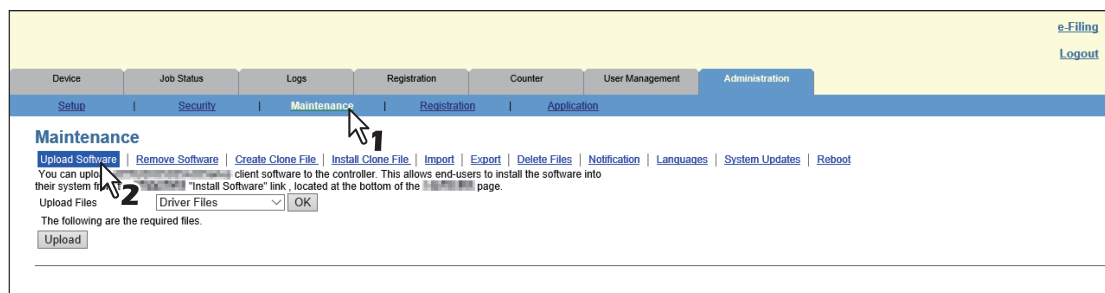 e-Filing
Logout
Device Job Status Logs Registration Counter User Management Administration
Setup | Security | Maintenance | Registration | Application
1
Maintenance
Upload Software | Remove Software | Create Clone File | Install Clone File | Import | Export | Delete Files | Notification | Languages | System Updates | Reboot
You can client software to the controller. This allows end-users to install the software into
their system "Install Software" link , located at the bottom of the page.
2
Upload Files Driver Files OK
The following are the required files.
Upload